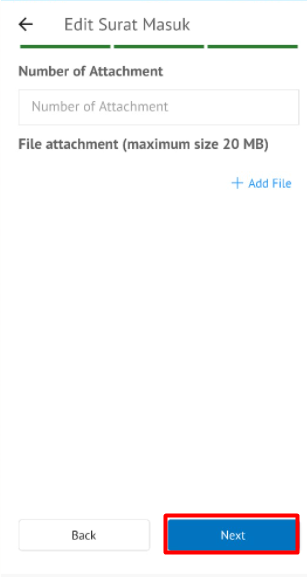 Edit Surat Masuk
Number of Attachment
Number of Attachment
File attachment (maximum size 20 MB)
+ Add File
Back
Next